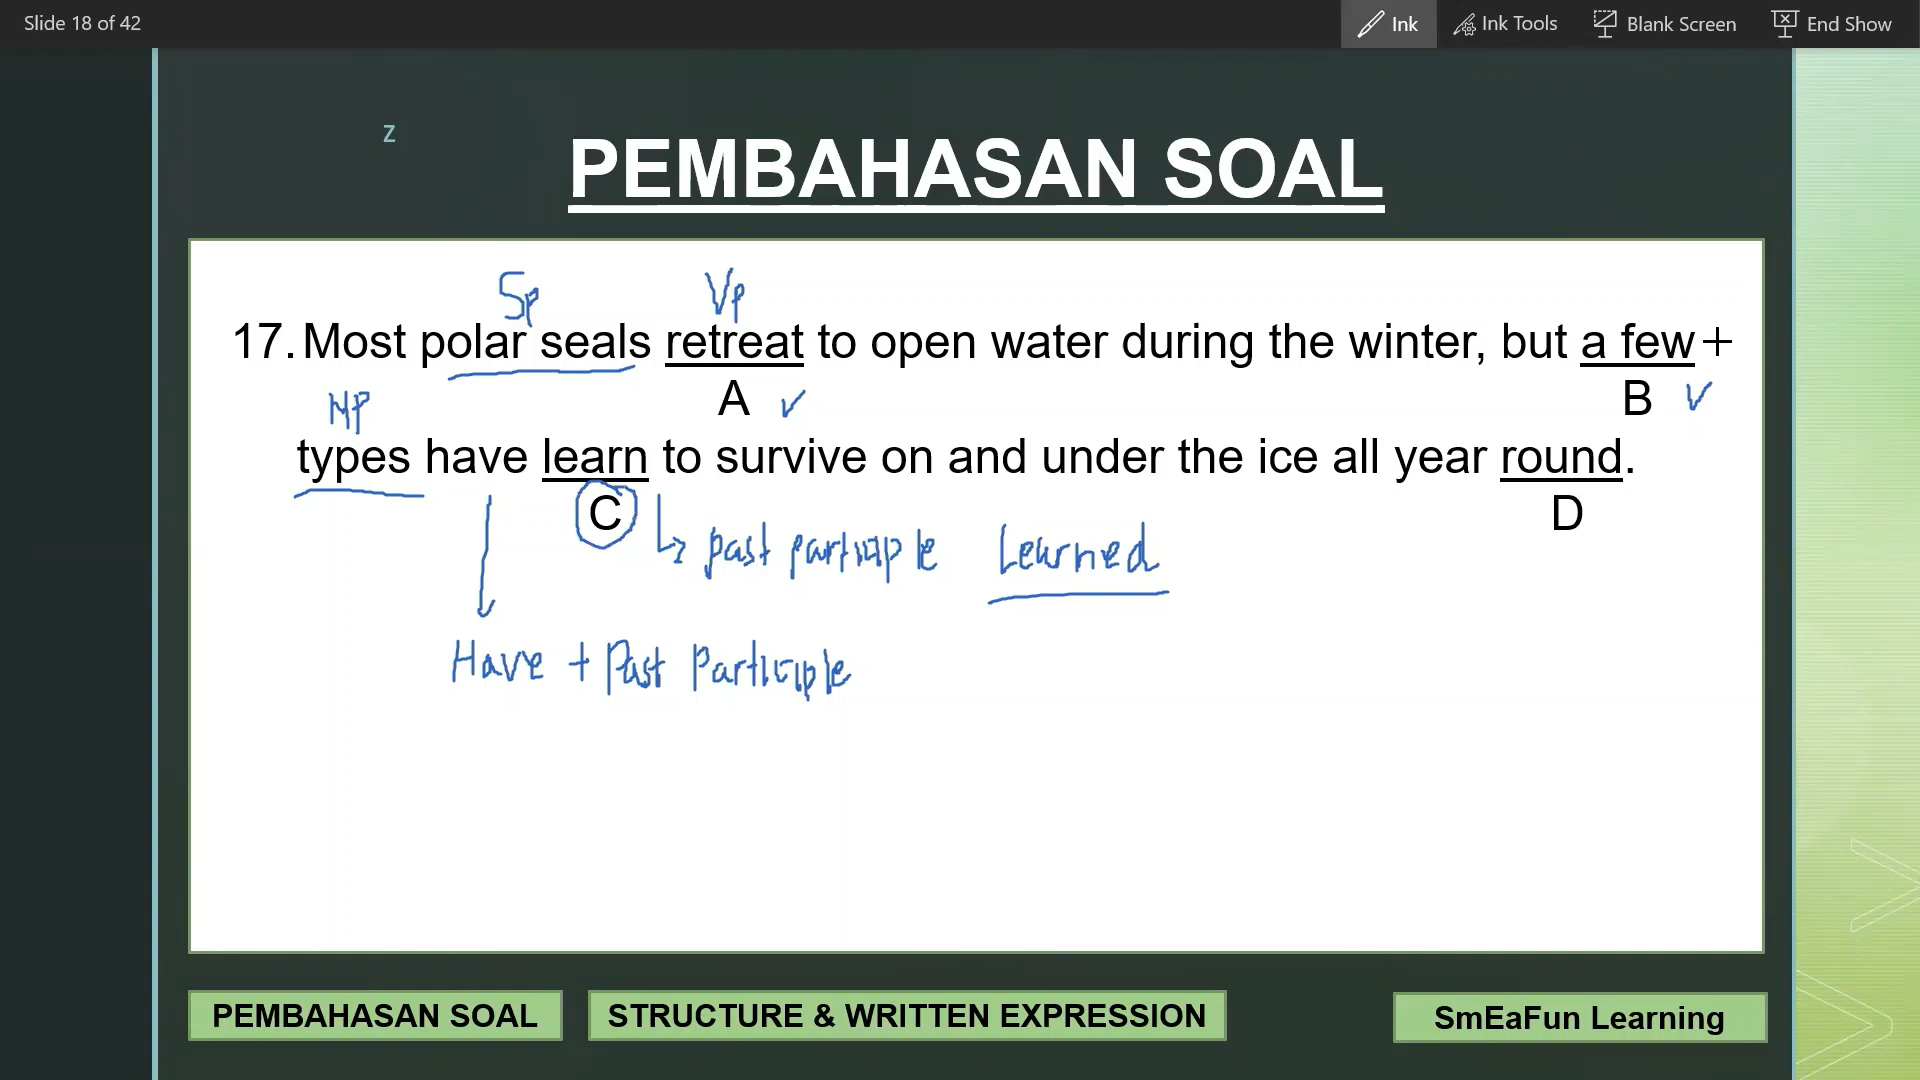 Slide 18 of 42
Ink
Ink Tools
Blank Screen
End Show
z
PEMBAHASAN SOAL
Sp Vp
17. Most polar seals retreat to open water during the winter, but a few
NP A ✓ B ✓
types have learn to survive on and under the ice all year round.
C D
past participle Learned
Have + Past Participle
PEMBAHASAN SOAL
STRUCTURE & WRITTEN EXPRESSION
SmEaFun Learning